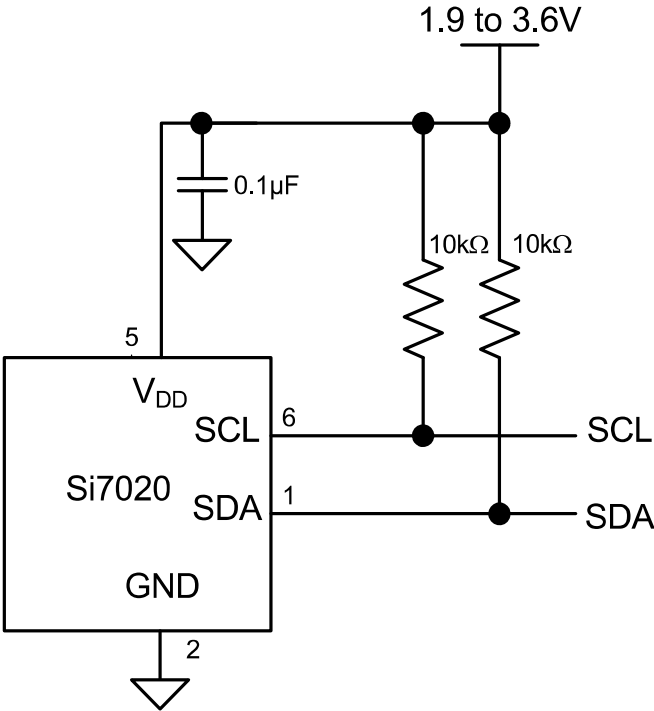 1.9 to 3.6V
0.1µF
10kΩ 10kΩ
5
VDD
SCL 6 SCL
Si7020
SDA 1 SDA
GND
2